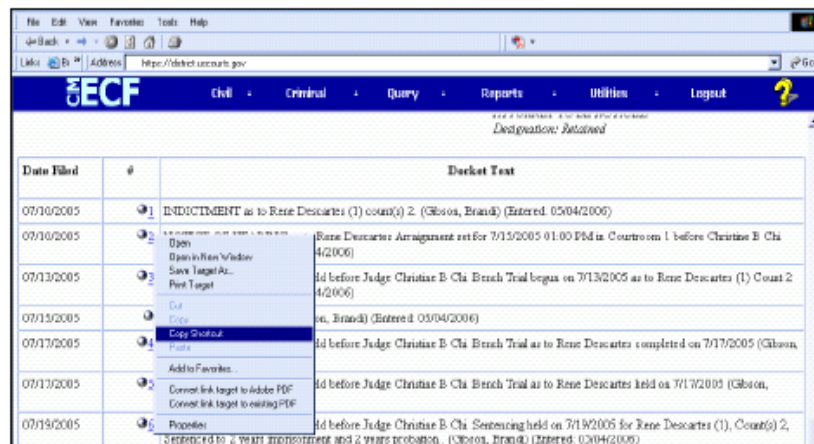 File Edit View Favorites Tools Help
Back
Links Address https://district.uscourts.gov Go
CM ECF Civil Criminal Query Reports Utilities Logout ?
Designation: Retained
Date Filed # Docket Text
07/10/2005 1 INDICTMENT as to Rene Descartes (1) count(s) 2. (Gibson, Brandi) (Entered: 05/04/2006)
07/10/2005 2 Rene Descartes Arraignment set for 7/15/2005 01:00 PM in Courtroom 1 before Christine B Chi
Open
4/2006)
Open in New Window
07/13/2005 3 ld before Judge Christine B Chi Bench Trial begun on 7/13/2005 as to Rene Descartes (1) Count 2
Save Target As...
Print Target
4/2006)
Cut
07/15/2005 on, Brandi) (Entered: 05/04/2006)
Copy
Copy Shortcut
07/17/2005 4 ld before Judge Christine B Chi Bench Trial as to Rene Descartes completed on 7/17/2005 (Gibson,
Paste
Add to Favorites...
07/17/2005 5 ld before Judge Christine B Chi Bench Trial as to Rene Descartes held on 7/17/2005 (Gibson,
Convert link target to Adobe PDF
Convert link target to existing PDF
07/19/2005 6 ld before Judge Christine B Chi Sentencing held on 7/19/2005 for Rene Descartes (1), Count(s) 2,
Properties
Sentenced to 2 years imprisonment and 2 years probation . (Gibson, Brandi) (Entered: 05/04/2006)